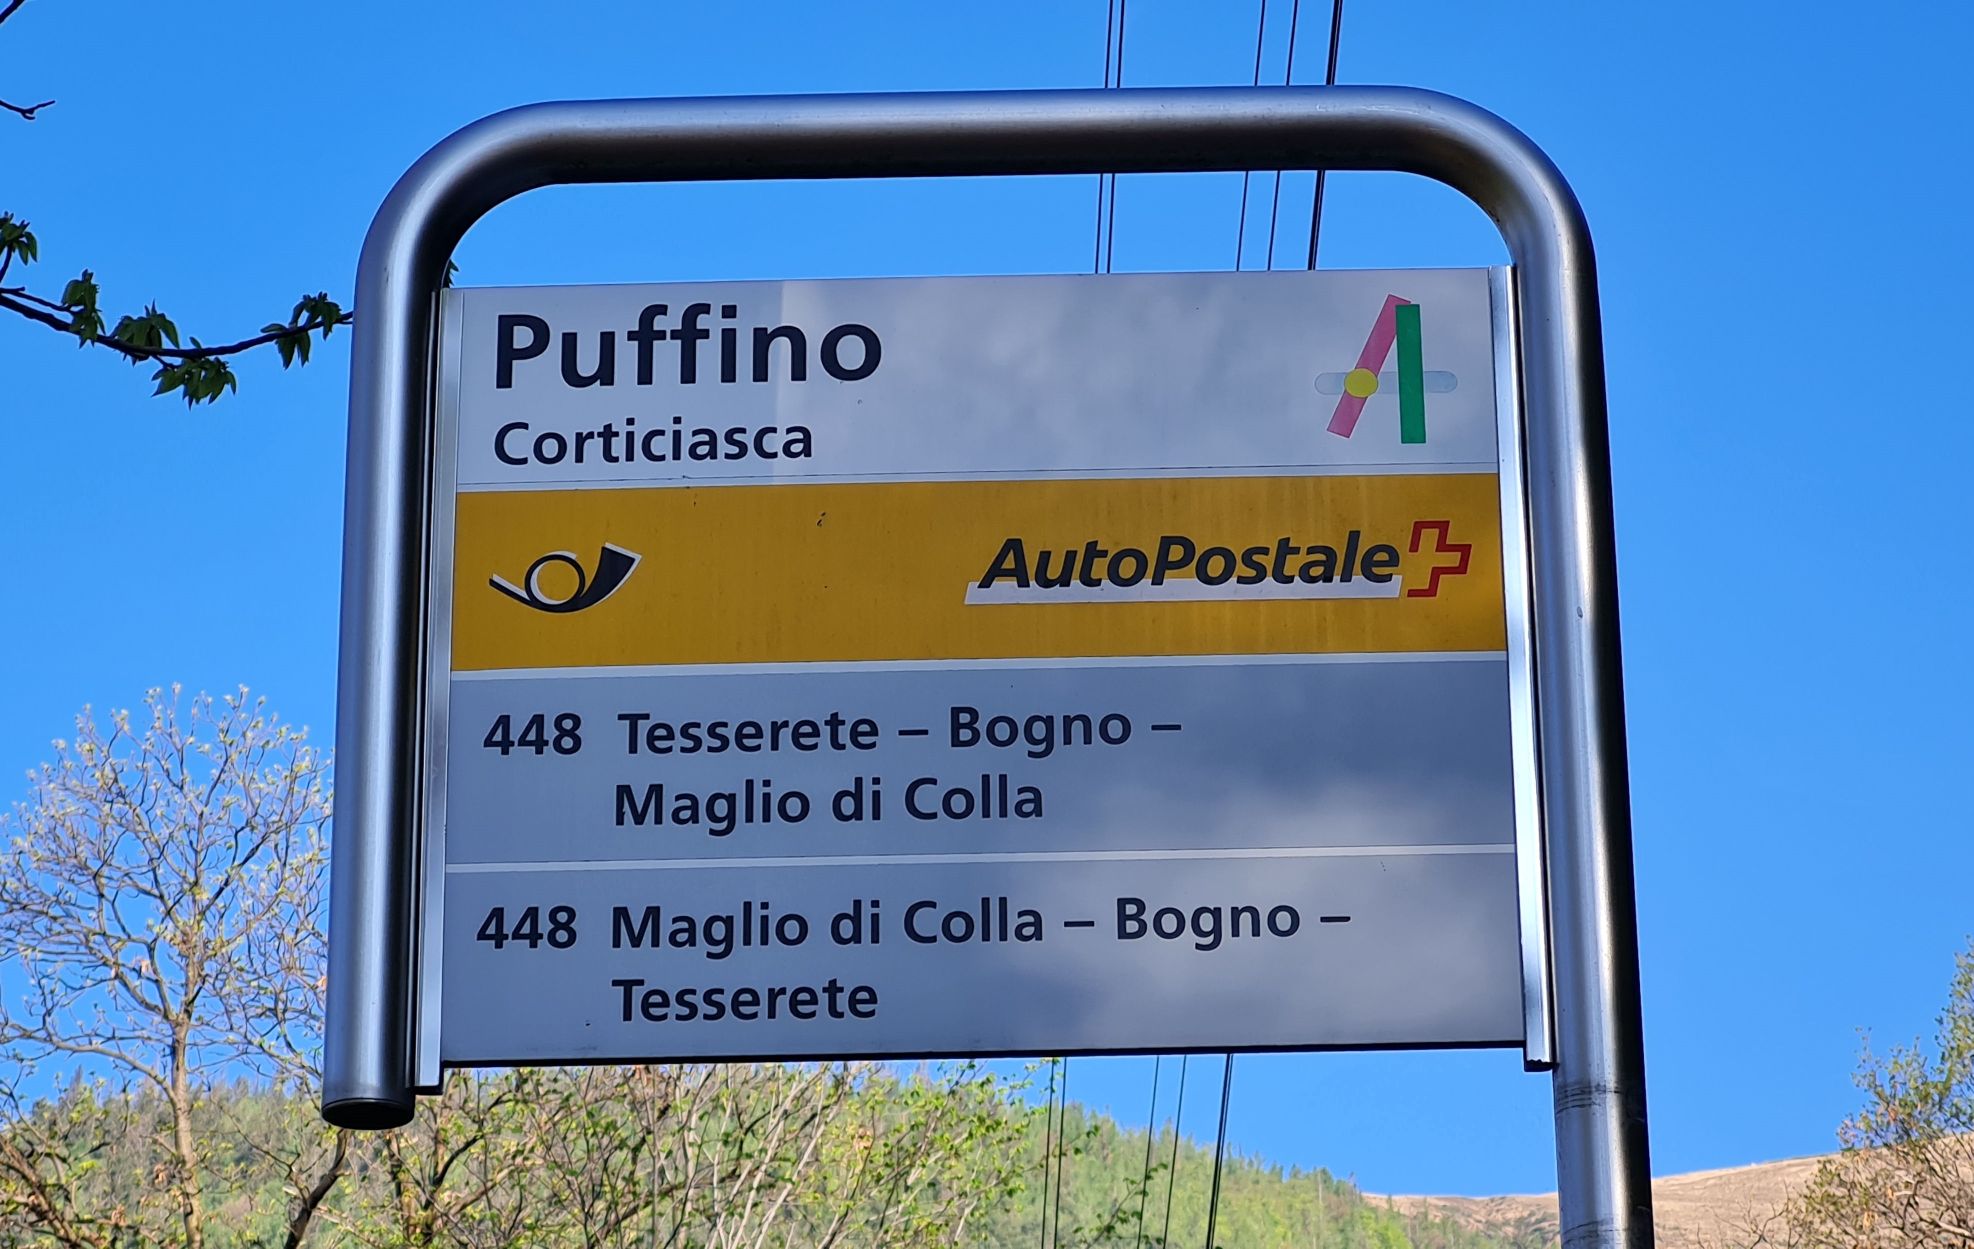 Puffino
Corticiasca
AutoPostale
448 Tesserete – Bogno –
Maglio di Colla
448 Maglio di Colla – Bogno –
Tesserete